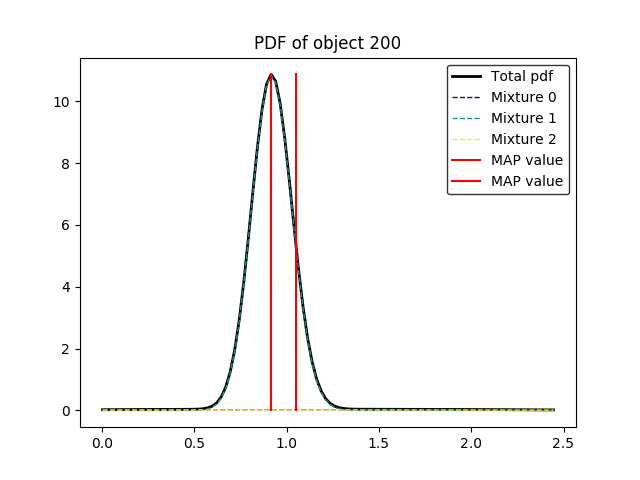 PDF of object 200
Total pdf
Mixture 0
Mixture 1
Mixture 2
MAP value
MAP value
10
8
6
4
2
0
0.0 0.5 1.0 1.5 2.0 2.5